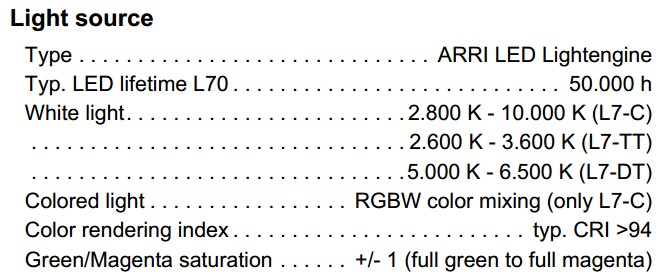 Light source
Type . . . . . . . . . . . . . . . . . . . . . . . . . . . . . . ARRI LED Lightengine
Typ. LED lifetime L70 . . . . . . . . . . . . . . . . . . . . . . . . . . . . 50.000 h
White light. . . . . . . . . . . . . . . . . . . . . . . . 2.800 K - 10.000 K (L7-C)
. . . . . . . . . . . . . . . . . . . . . . . . . . . . . . . . 2.600 K - 3.600 K (L7-TT)
. . . . . . . . . . . . . . . . . . . . . . . . . . . . . . . .5.000 K - 6.500 K (L7-DT)
Colored light . . . . . . . . . . . . . . . . . RGBW color mixing (only L7-C)
Color rendering index . . . . . . . . . . . . . . . . . . . . . . . . . typ. CRI >94
Green/Magenta saturation . . . . . . +/- 1 (full green to full magenta)